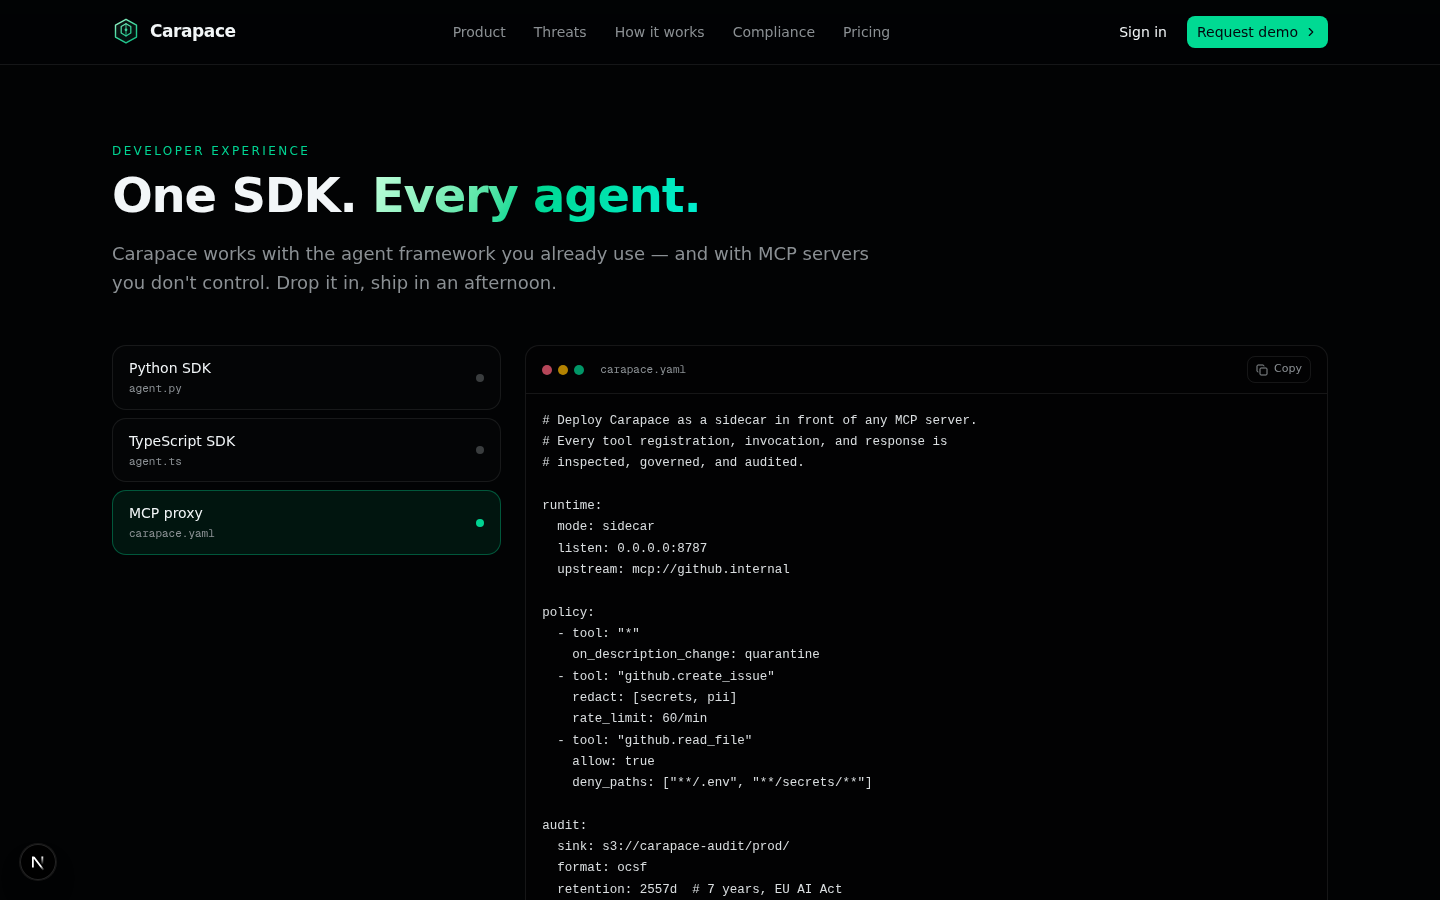 Carapace
Product
Threats
How it works
Compliance
Pricing
Sign in
Request demo
DEVELOPER EXPERIENCE
One SDK. Every agent.
Carapace works with the agent framework you already use — and with MCP servers
you don't control. Drop it in, ship in an afternoon.
Python SDK
agent.py
TypeScript SDK
agent.ts
MCP proxy
carapace.yaml
carapace.yaml
Copy
# Deploy Carapace as a sidecar in front of any MCP server.
# Every tool registration, invocation, and response is
# inspected, governed, and audited.
runtime:
  mode: sidecar
  listen: 0.0.0.0:8787
  upstream: mcp://github.internal
policy:
  - tool: "*"
    on_description_change: quarantine
  - tool: "github.create_issue"
    redact: [secrets, pii]
    rate_limit: 60/min
  - tool: "github.read_file"
    allow: true
    deny_paths: ["**/.env", "**/secrets/**"]
audit:
  sink: s3://carapace-audit/prod/
  format: ocsf
  retention: 2557d  # 7 years, EU AI Act
N